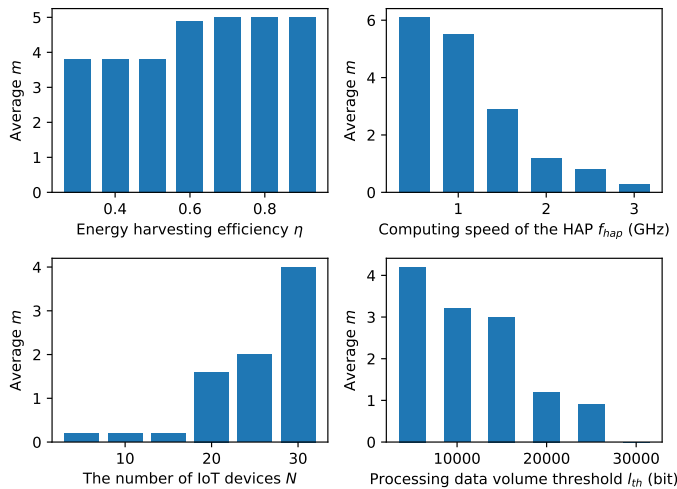 5
4
3
2
1
0
Average m
0.4 0.6 0.8
Energy harvesting efficiency η
6
4
2
0
Average m
1 2 3
Computing speed of the HAP f_hap (GHz)
4
3
2
1
0
Average m
10 20 30
The number of IoT devices N
4
3
2
1
0
Average m
10000 20000 30000
Processing data volume threshold l_th (bit)